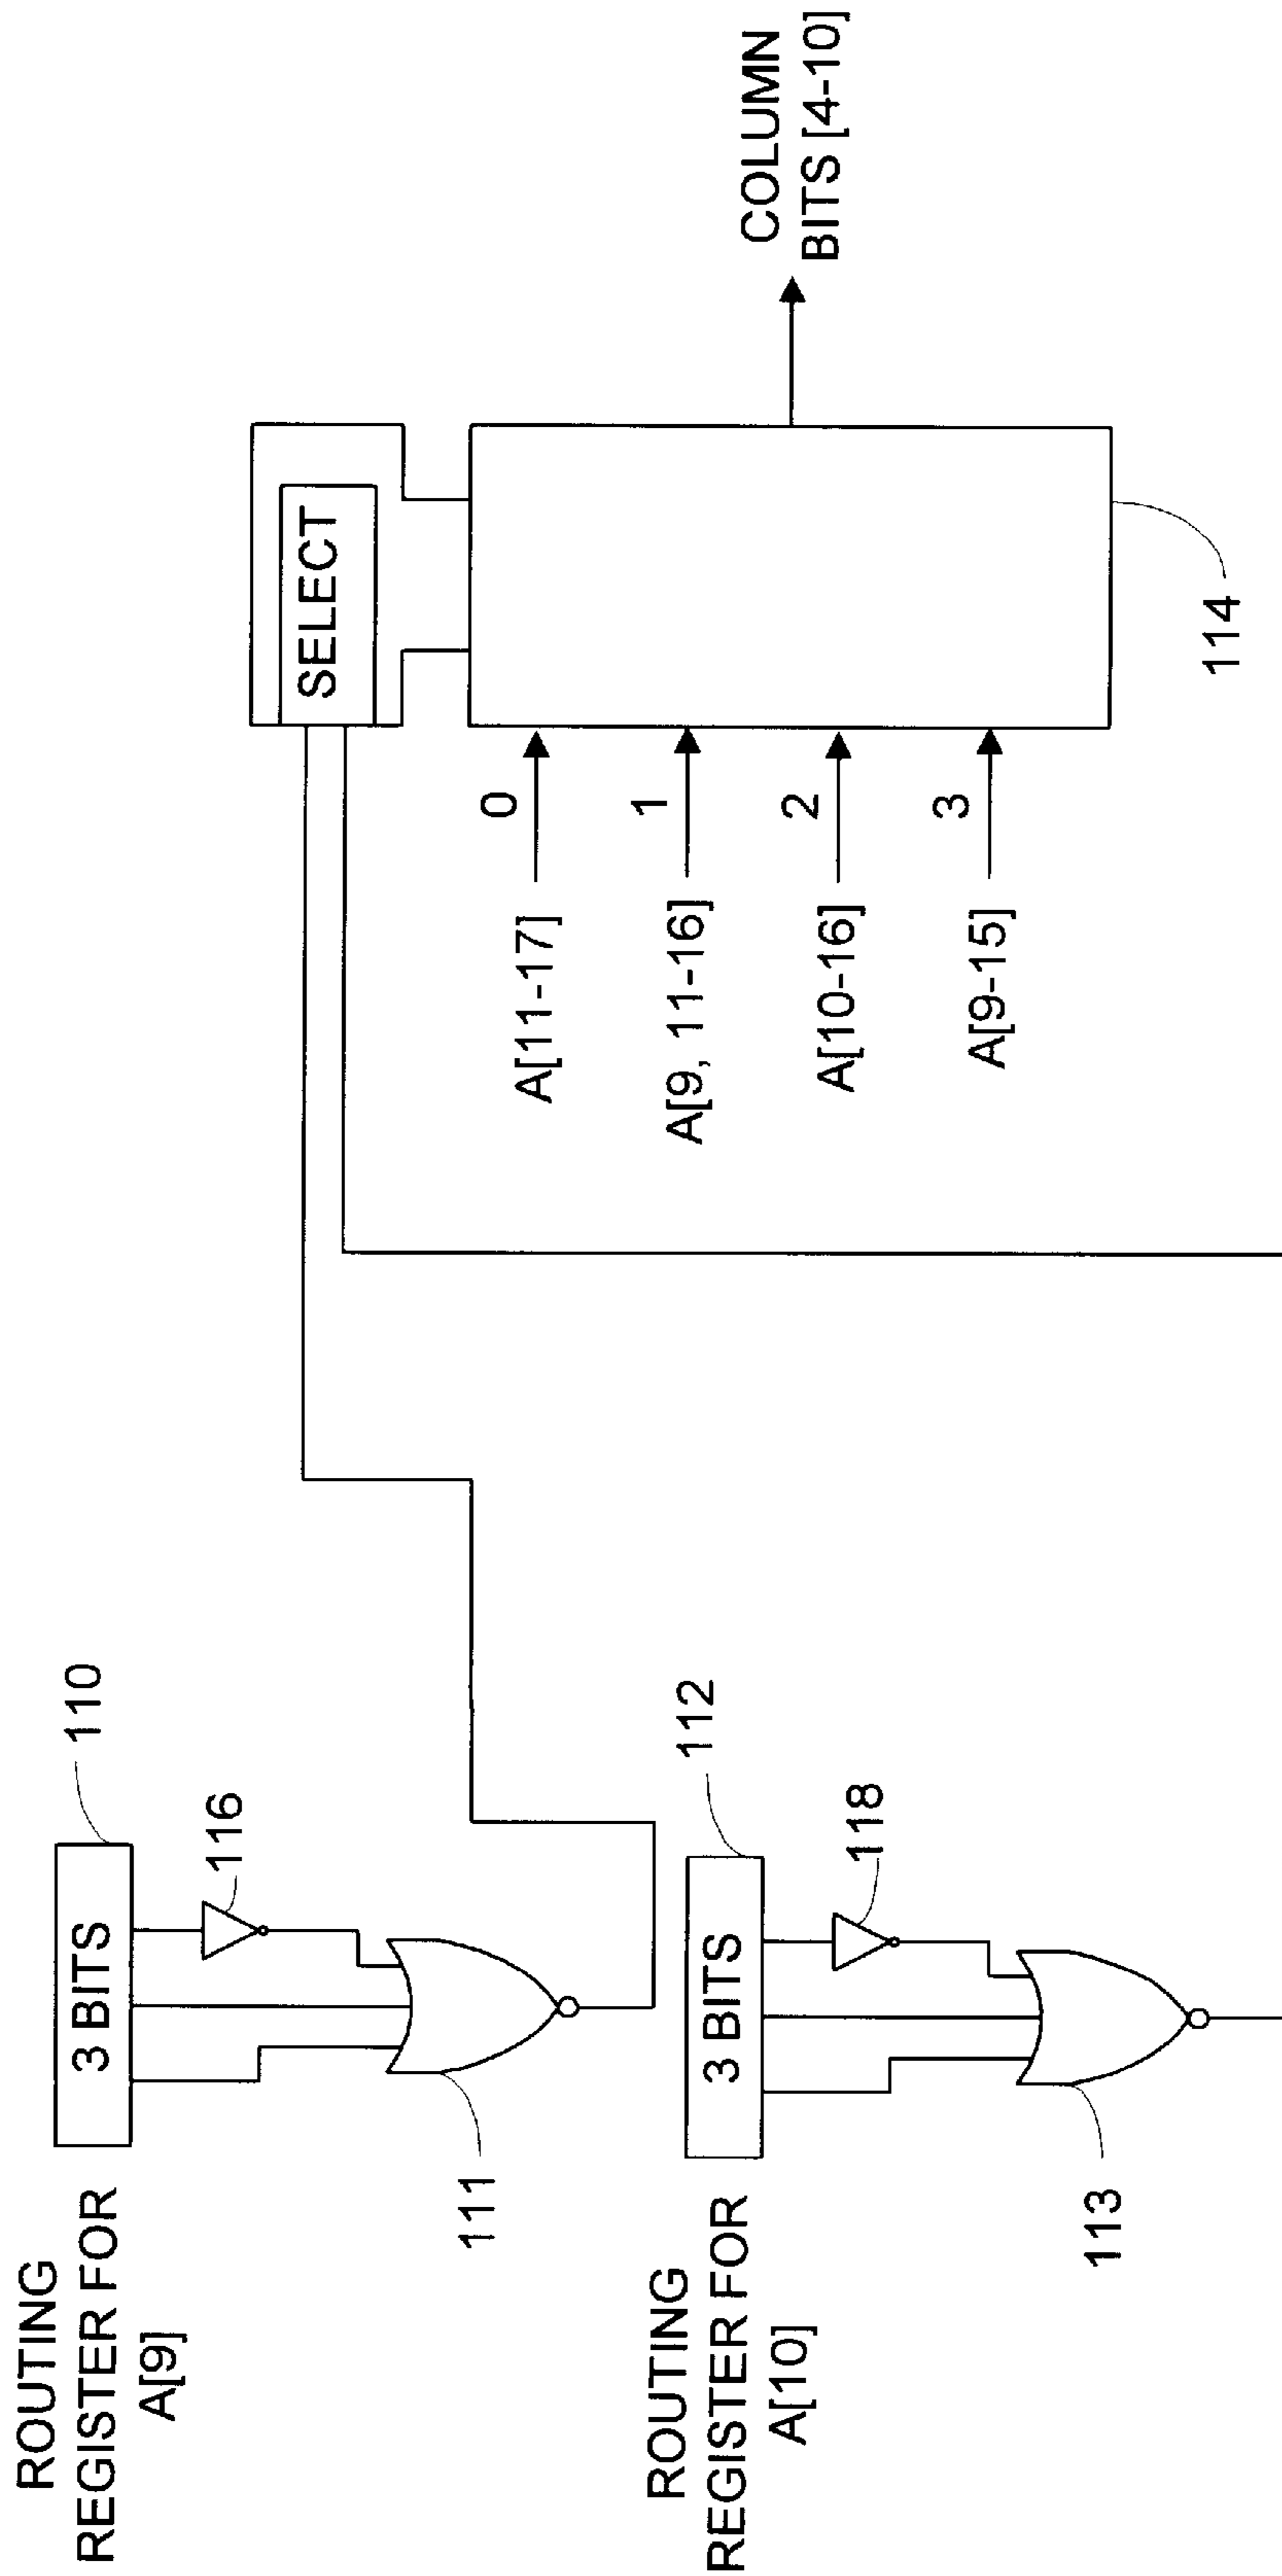 ROUTING
REGISTER FOR
A[9]
3 BITS
110
116
111
ROUTING
REGISTER FOR
A[10]
3 BITS
112
118
113
SELECT
0
A[11-17]
1
A[9, 11-16]
2
A[10-16]
3
A[9-15]
114
COLUMN
BITS [4-10]